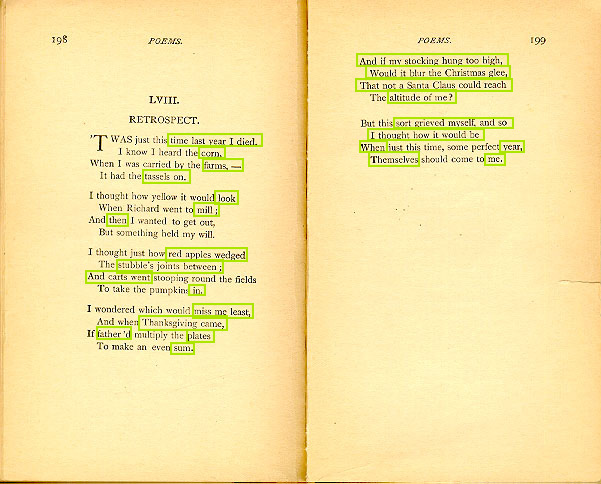 198
POEMS.
LVIII.
RETROSPECT.
'TWAS just this time last year I died.
I know I heard the corn,
When I was carried by the farms, —
It had the tassels on.
I thought how yellow it would look
When Richard went to mill;
And then I wanted to get out,
But something held my will.
I thought just how red apples wedged
The stubble's joints between;
And carts went stooping round the fields
To take the pumpkins in.
I wondered which would miss me least,
And when Thanksgiving came,
If father'd multiply the plates
To make an even sum.
POEMS.
199
And if my stocking hung too high,
Would it blur the Christmas glee,
That not a Santa Claus could reach
The altitude of me?
But this sort grieved myself, and so
I thought how it would be
When just this time, some perfect year,
Themselves should come to me.